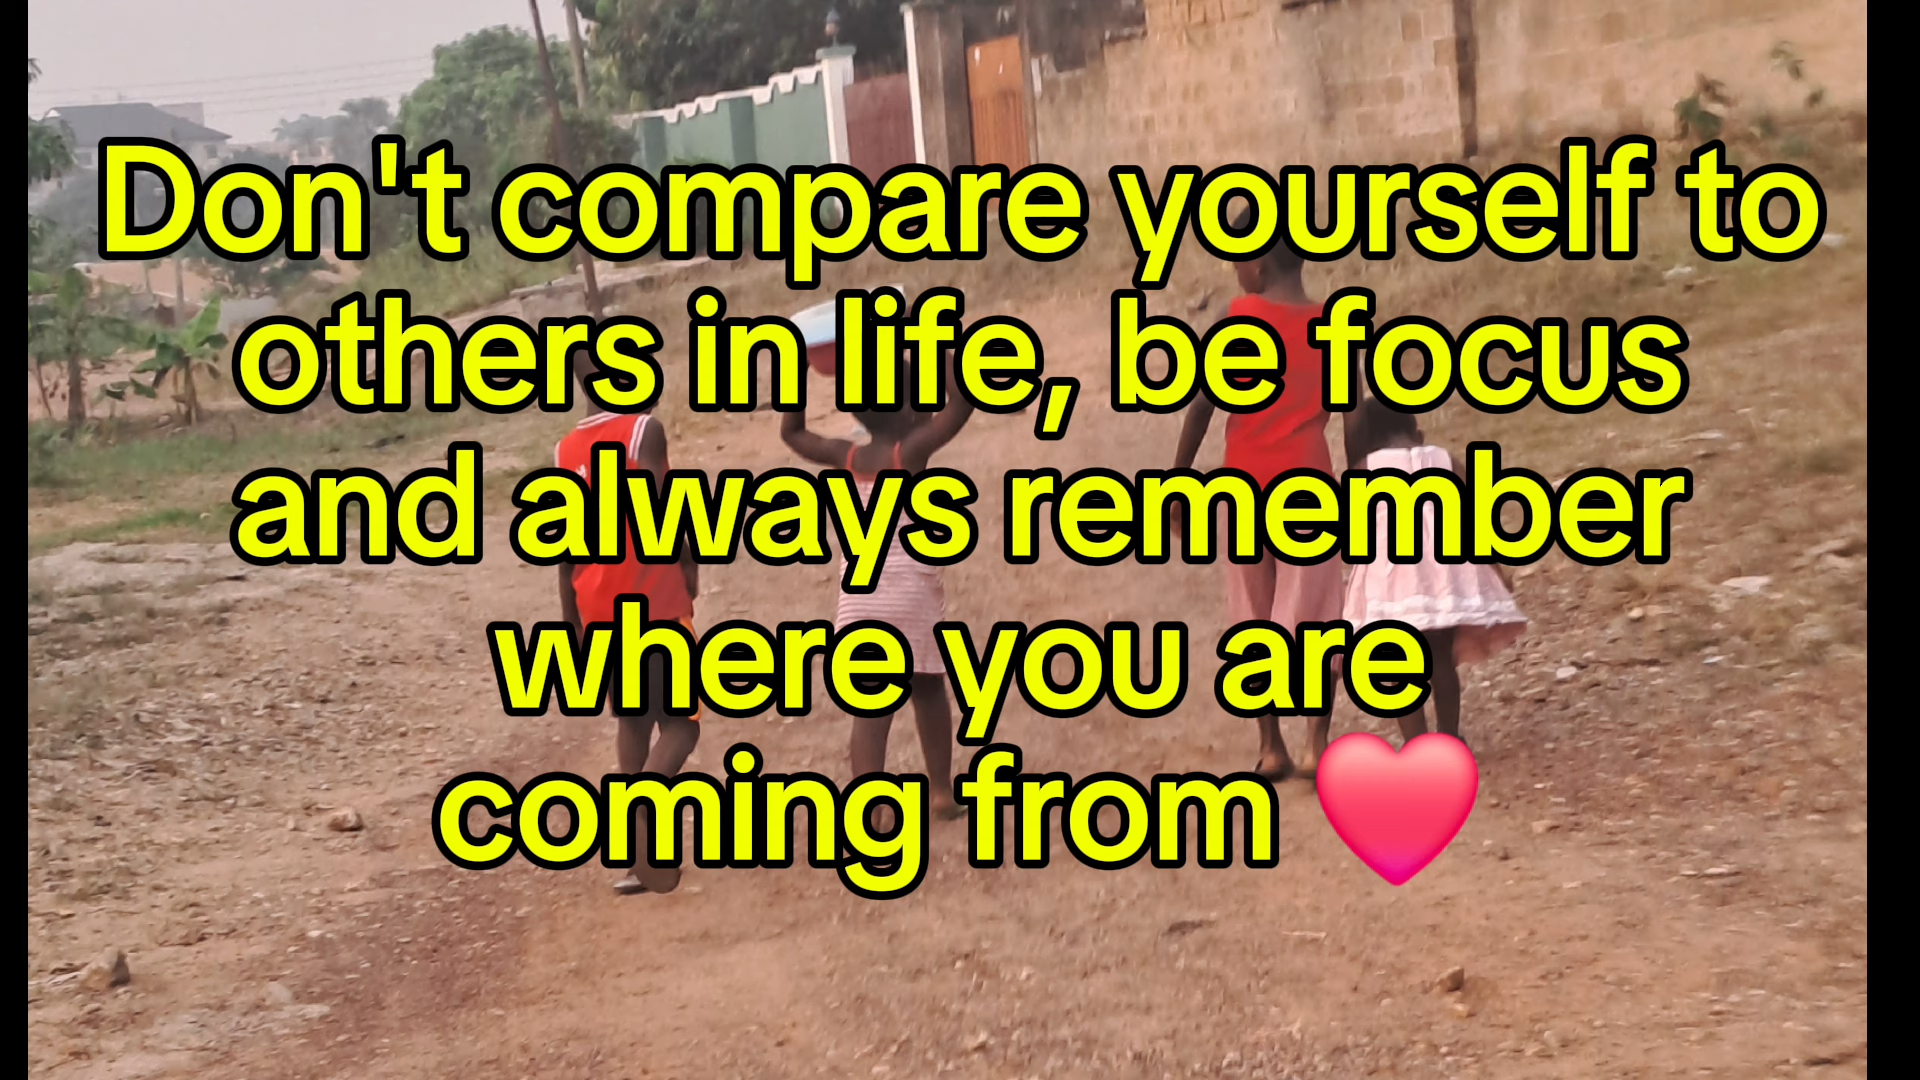 Don't compare yourself to
others in life, be focus
and always remember
where you are
coming from ❤️